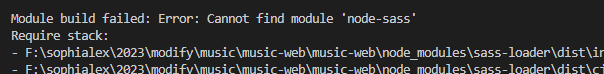 Module build failed: Error: Cannot find module 'node-sass'
Require stack:
- F:\sophialex\2023\modify\music\music-web\music-web\node_modules\sass-loader\dist\in
- F:\sophialex\2023\modify\music\music-web\music-web\node_modules\sass-loader\dist\c